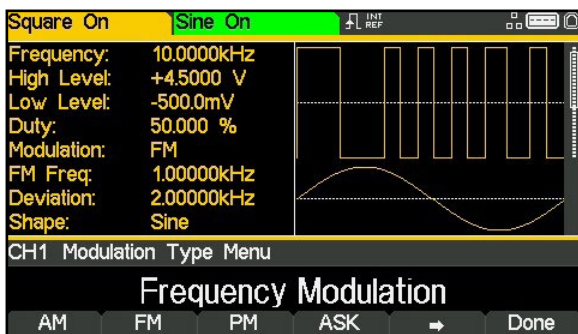 Square On Sine On INT REF
Frequency: 10.0000kHz
High Level: +4.5000 V
Low Level: -500.0mV
Duty: 50.000 %
Modulation: FM
FM Freq: 1.00000kHz
Deviation: 2.00000kHz
Shape: Sine
CH1 Modulation Type Menu
Frequency Modulation
AM FM PM ASK ➡ Done